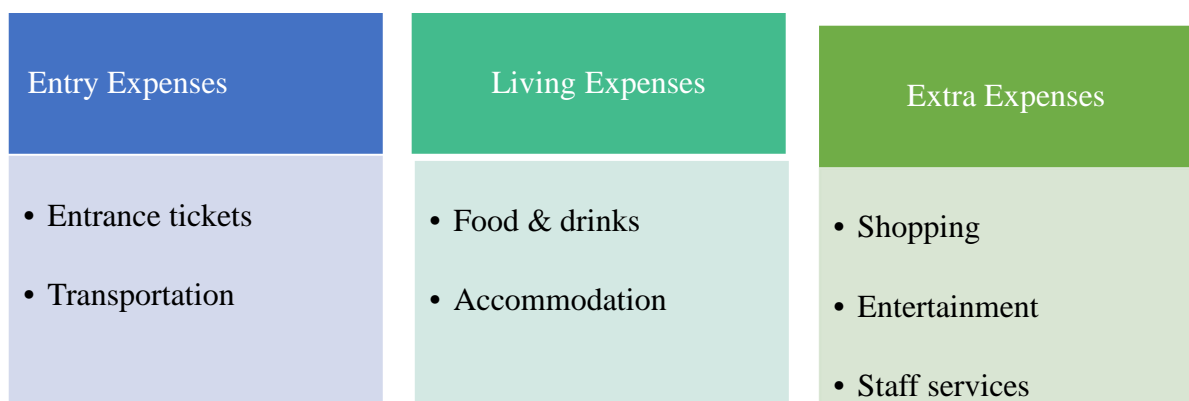 Entry Expenses
• Entrance tickets
• Transportation
Living Expenses
• Food & drinks
• Accommodation
Extra Expenses
• Shopping
• Entertainment
• Staff services